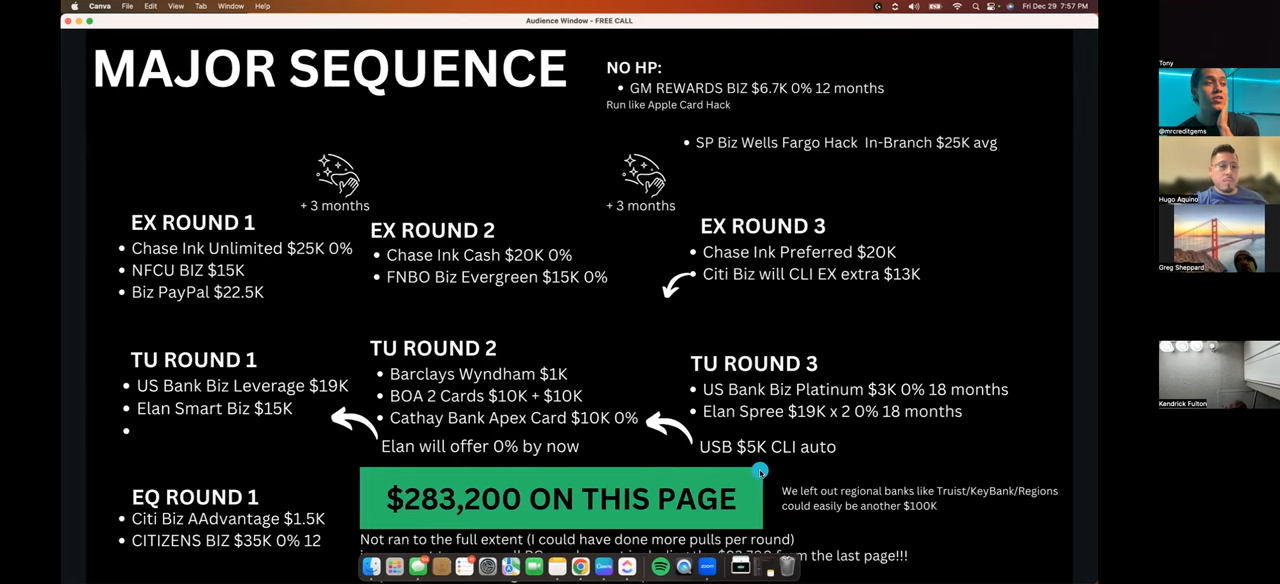 Canva File Edit View Tab Window Help
Fri Dec 29 7:57 PM
Audience Window - FREE CALL
MAJOR SEQUENCE
NO HP:
• GM REWARDS BIZ $6.7K 0% 12 months
Run like Apple Card Hack
• SP Biz Wells Fargo Hack In-Branch $25K avg
+ 3 months
+ 3 months
EX ROUND 1
• Chase Ink Unlimited $25K 0%
• NFCU BIZ $15K
• Biz PayPal $22.5K
EX ROUND 2
• Chase Ink Cash $20K 0%
• FNBO Biz Evergreen $15K 0%
EX ROUND 3
• Chase Ink Preferred $20K
• Citi Biz will CLI EX extra $13K
TU ROUND 1
• US Bank Biz Leverage $19K
• Elan Smart Biz $15K
•
TU ROUND 2
• Barclays Wyndham $1K
• BOA 2 Cards $10K + $10K
• Cathay Bank Apex Card $10K 0%
Elan will offer 0% by now
TU ROUND 3
• US Bank Biz Platinum $3K 0% 18 months
• Elan Spree $19K x 2 0% 18 months
USB $5K CLI auto
EQ ROUND 1
• Citi Biz AAdvantage $1.5K
• CITIZENS BIZ $35K 0% 12
$283,200 ON THIS PAGE
We left out regional banks like Truist/KeyBank/Regions
could easily be another $100K
Not ran to the full extent (I could have done more pulls per round)
from the last page!!!
Tony
@mrcreditgems
Hugo Aquino
Greg Sheppard
Kendrick Fulton